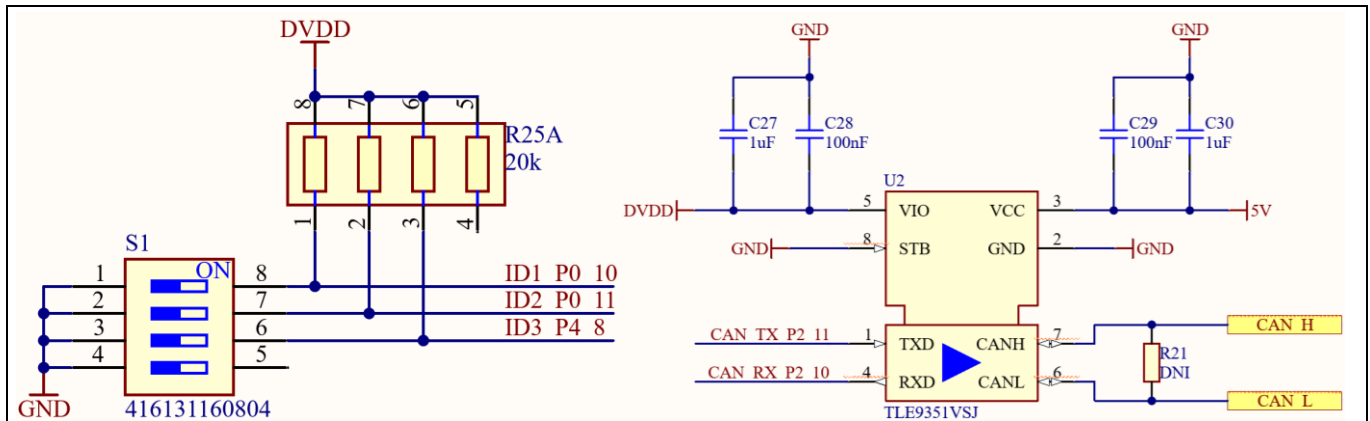 DVDD
8 7 6 5
R25A
20k
1 2 3 4
S1
ON
1 8 ID1 P0 10
2 7 ID2 P0 11
3 6 ID3 P4 8
4 5
GND
416131160804
GND GND
C27
1uF
C28
100nF
C29
100nF
C30
1uF
U2
DVDD 5 VIO VCC 3 5V
GND 8 STB GND 2 GND
CAN TX P2 11 1 TXD CANH 7 CAN H
R21
DNI
CAN RX P2 10 4 RXD CANL 6 CAN L
TLE9351VSJ